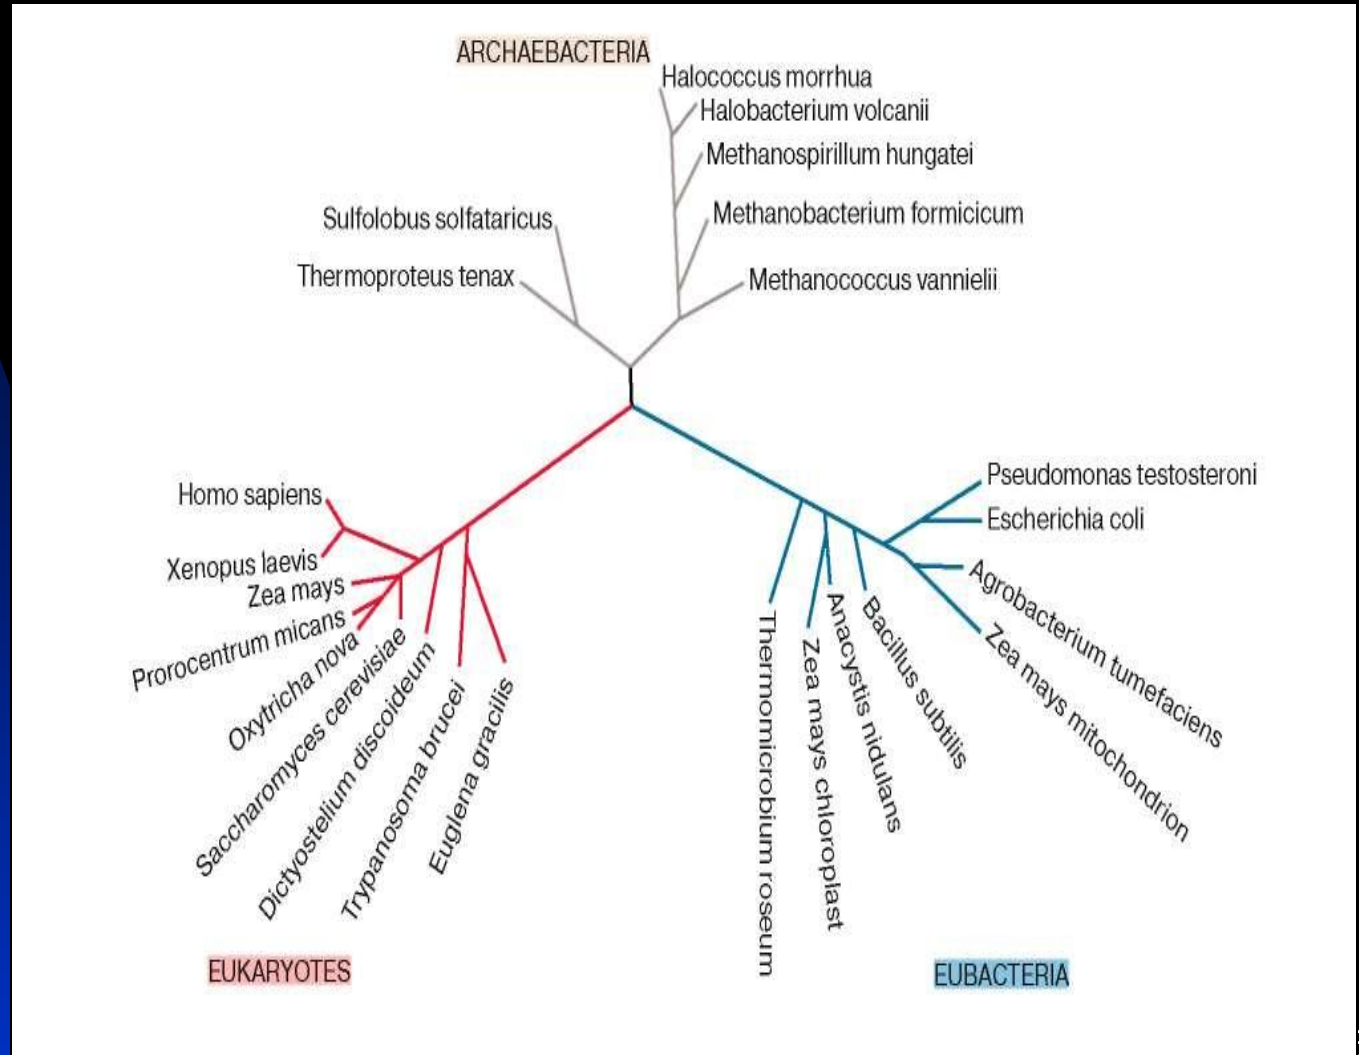 ARCHAEBACTERIA
Halococcus morrhua
Halobacterium volcanii
Methanospirillum hungatei
Methanobacterium formicicum
Methanococcus vannielii
Sulfolobus solfataricus
Thermoproteus tenax
Homo sapiens
Xenopus laevis
Zea mays
Prorocentrum micans
Oxytricha nova
Saccharomyces cerevisiae
Dictyostelium discoideum
Trypanosoma brucei
Euglena gracilis
EUKARYOTES
Pseudomonas testosteroni
Escherichia coli
Agrobacterium tumefaciens
Zea mays mitochondrion
Bacillus subtilis
Anacystis nidulans
Zea mays chloroplast
Thermomicrobium roseum
EUBACTERIA